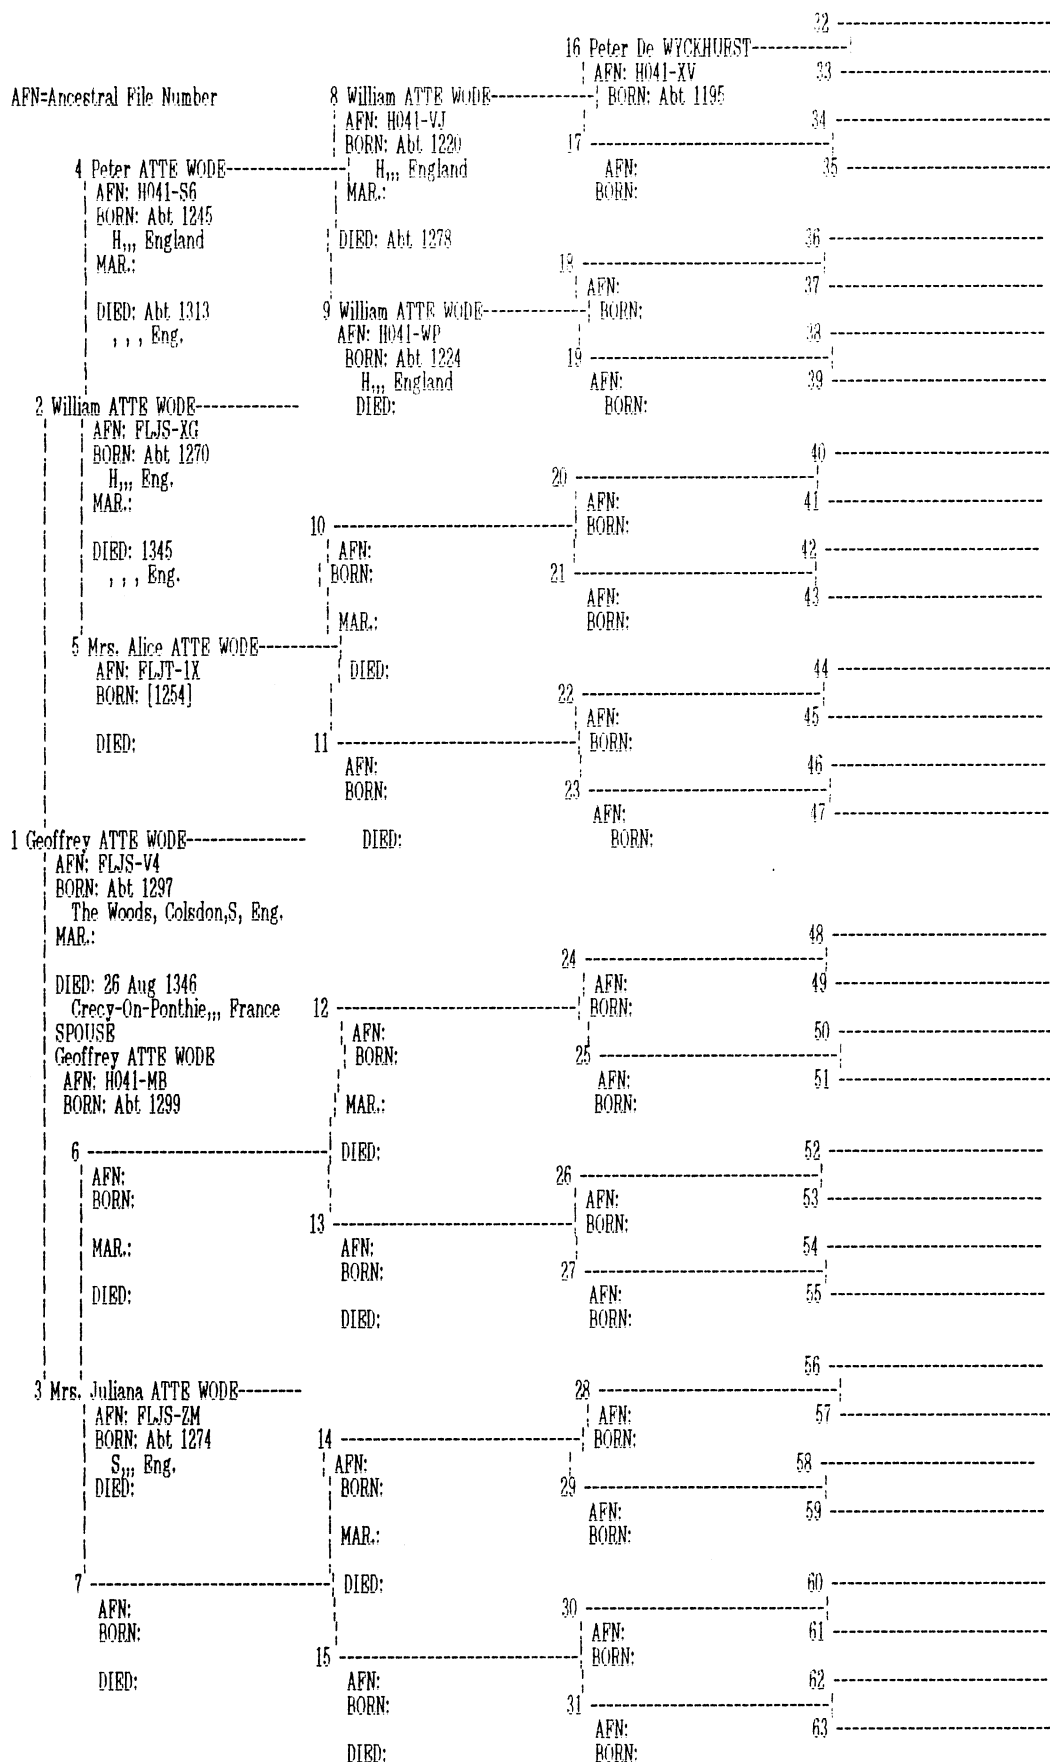 32
16 Peter De WYCKHURST
AFN: H041-XV
33
AFN=Ancestral File Number
8 William ATTE WODE
BORN: Abt 1195
AFN: H041-VJ
34
BORN: Abt 1220
17
4 Peter ATTE WODE
H,,, England
AFN:
35
AFN: H041-S6
MAR.:
BORN:
BORN: Abt 1245
H,,, England
DIED: Abt 1278
36
MAR.:
18
AFN:
37
DIED: Abt 1313
9 William ATTE WODE
BORN:
, , , Eng.
AFN: H041-WP
38
BORN: Abt 1224
19
H,,, England
AFN:
39
2 William ATTE WODE
DIED:
BORN:
AFN: FLJS-XG
BORN: Abt 1270
40
H,,, Eng.
20
MAR.:
AFN:
41
10
BORN:
DIED: 1345
AFN:
42
, , , Eng.
BORN:
21
AFN:
43
MAR.:
BORN:
5 Mrs. Alice ATTE WODE
AFN: FLJT-1X
DIED:
44
BORN: [1254]
22
AFN:
45
DIED:
11
BORN:
AFN:
46
BORN:
23
AFN:
47
1 Geoffrey ATTE WODE
DIED:
BORN:
AFN: FLJS-V4
BORN: Abt 1297
The Woods, Colsdon,S, Eng.
MAR.:
48
24
DIED: 26 Aug 1346
AFN:
49
Crecy-On-Ponthie,,, France
12
BORN:
SPOUSE
AFN:
50
Geoffrey ATTE WODE
BORN:
25
AFN: H041-MB
AFN:
51
BORN: Abt 1299
MAR.:
BORN:
6
DIED:
52
AFN:
26
BORN:
AFN:
53
13
BORN:
MAR.:
AFN:
54
BORN:
27
DIED:
AFN:
55
DIED:
BORN:
56
3 Mrs. Juliana ATTE WODE
28
AFN: FLJS-ZM
AFN:
57
BORN: Abt 1274
14
BORN:
S,,, Eng.
AFN:
58
DIED:
BORN:
29
AFN:
59
MAR.:
BORN:
7
DIED:
60
AFN:
30
BORN:
AFN:
61
15
BORN:
DIED:
AFN:
62
BORN:
31
AFN:
63
DIED:
BORN: